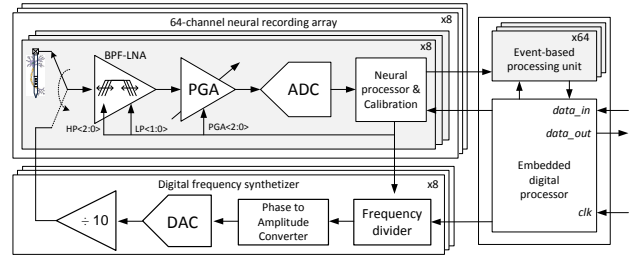 64-channel neural recording array
x8
x8
BPF-LNA
PGA
ADC
Neural
processor &
Calibration
HP<2:0>
LP<1:0>
PGA<2:0>
x64
Event-based
processing unit
data_in
data_out
Embedded
digital
processor
clk
Digital frequency synthetizer
x8
÷ 10
DAC
Phase to
Amplitude
Converter
Frequency
divider